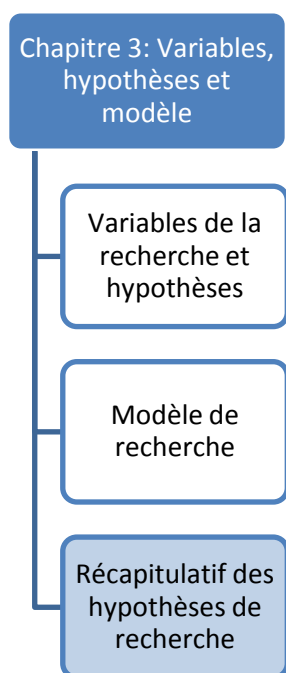 Chapitre 3: Variables,
hypothèses et
modèle
Variables de la
recherche et
hypothèses
Modèle de
recherche
Récapitulatif des
hypothèses de
recherche